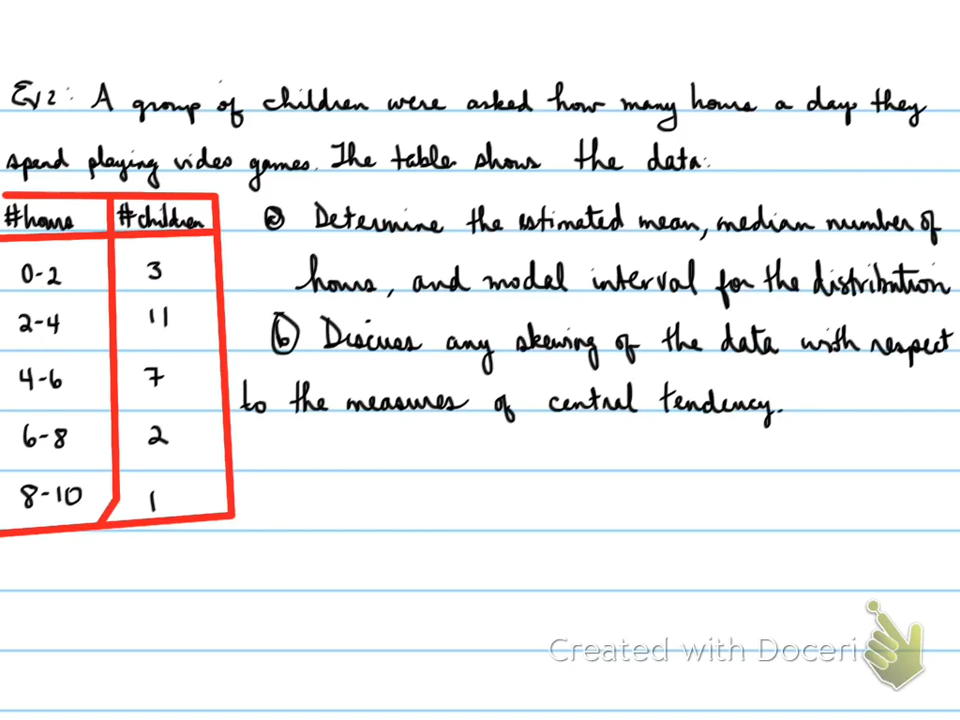 Ex2: A group of children were asked how many hours a day they
spend playing video games. The table shows the data:
#hours #children
0-2 3
2-4 11
4-6 7
6-8 2
8-10 1
a Determine the estimated mean, median number of
hours, and modal interval for the distribution
b Discuss any skewing of the data with respect
to the measures of central tendency.
Created with Doceri